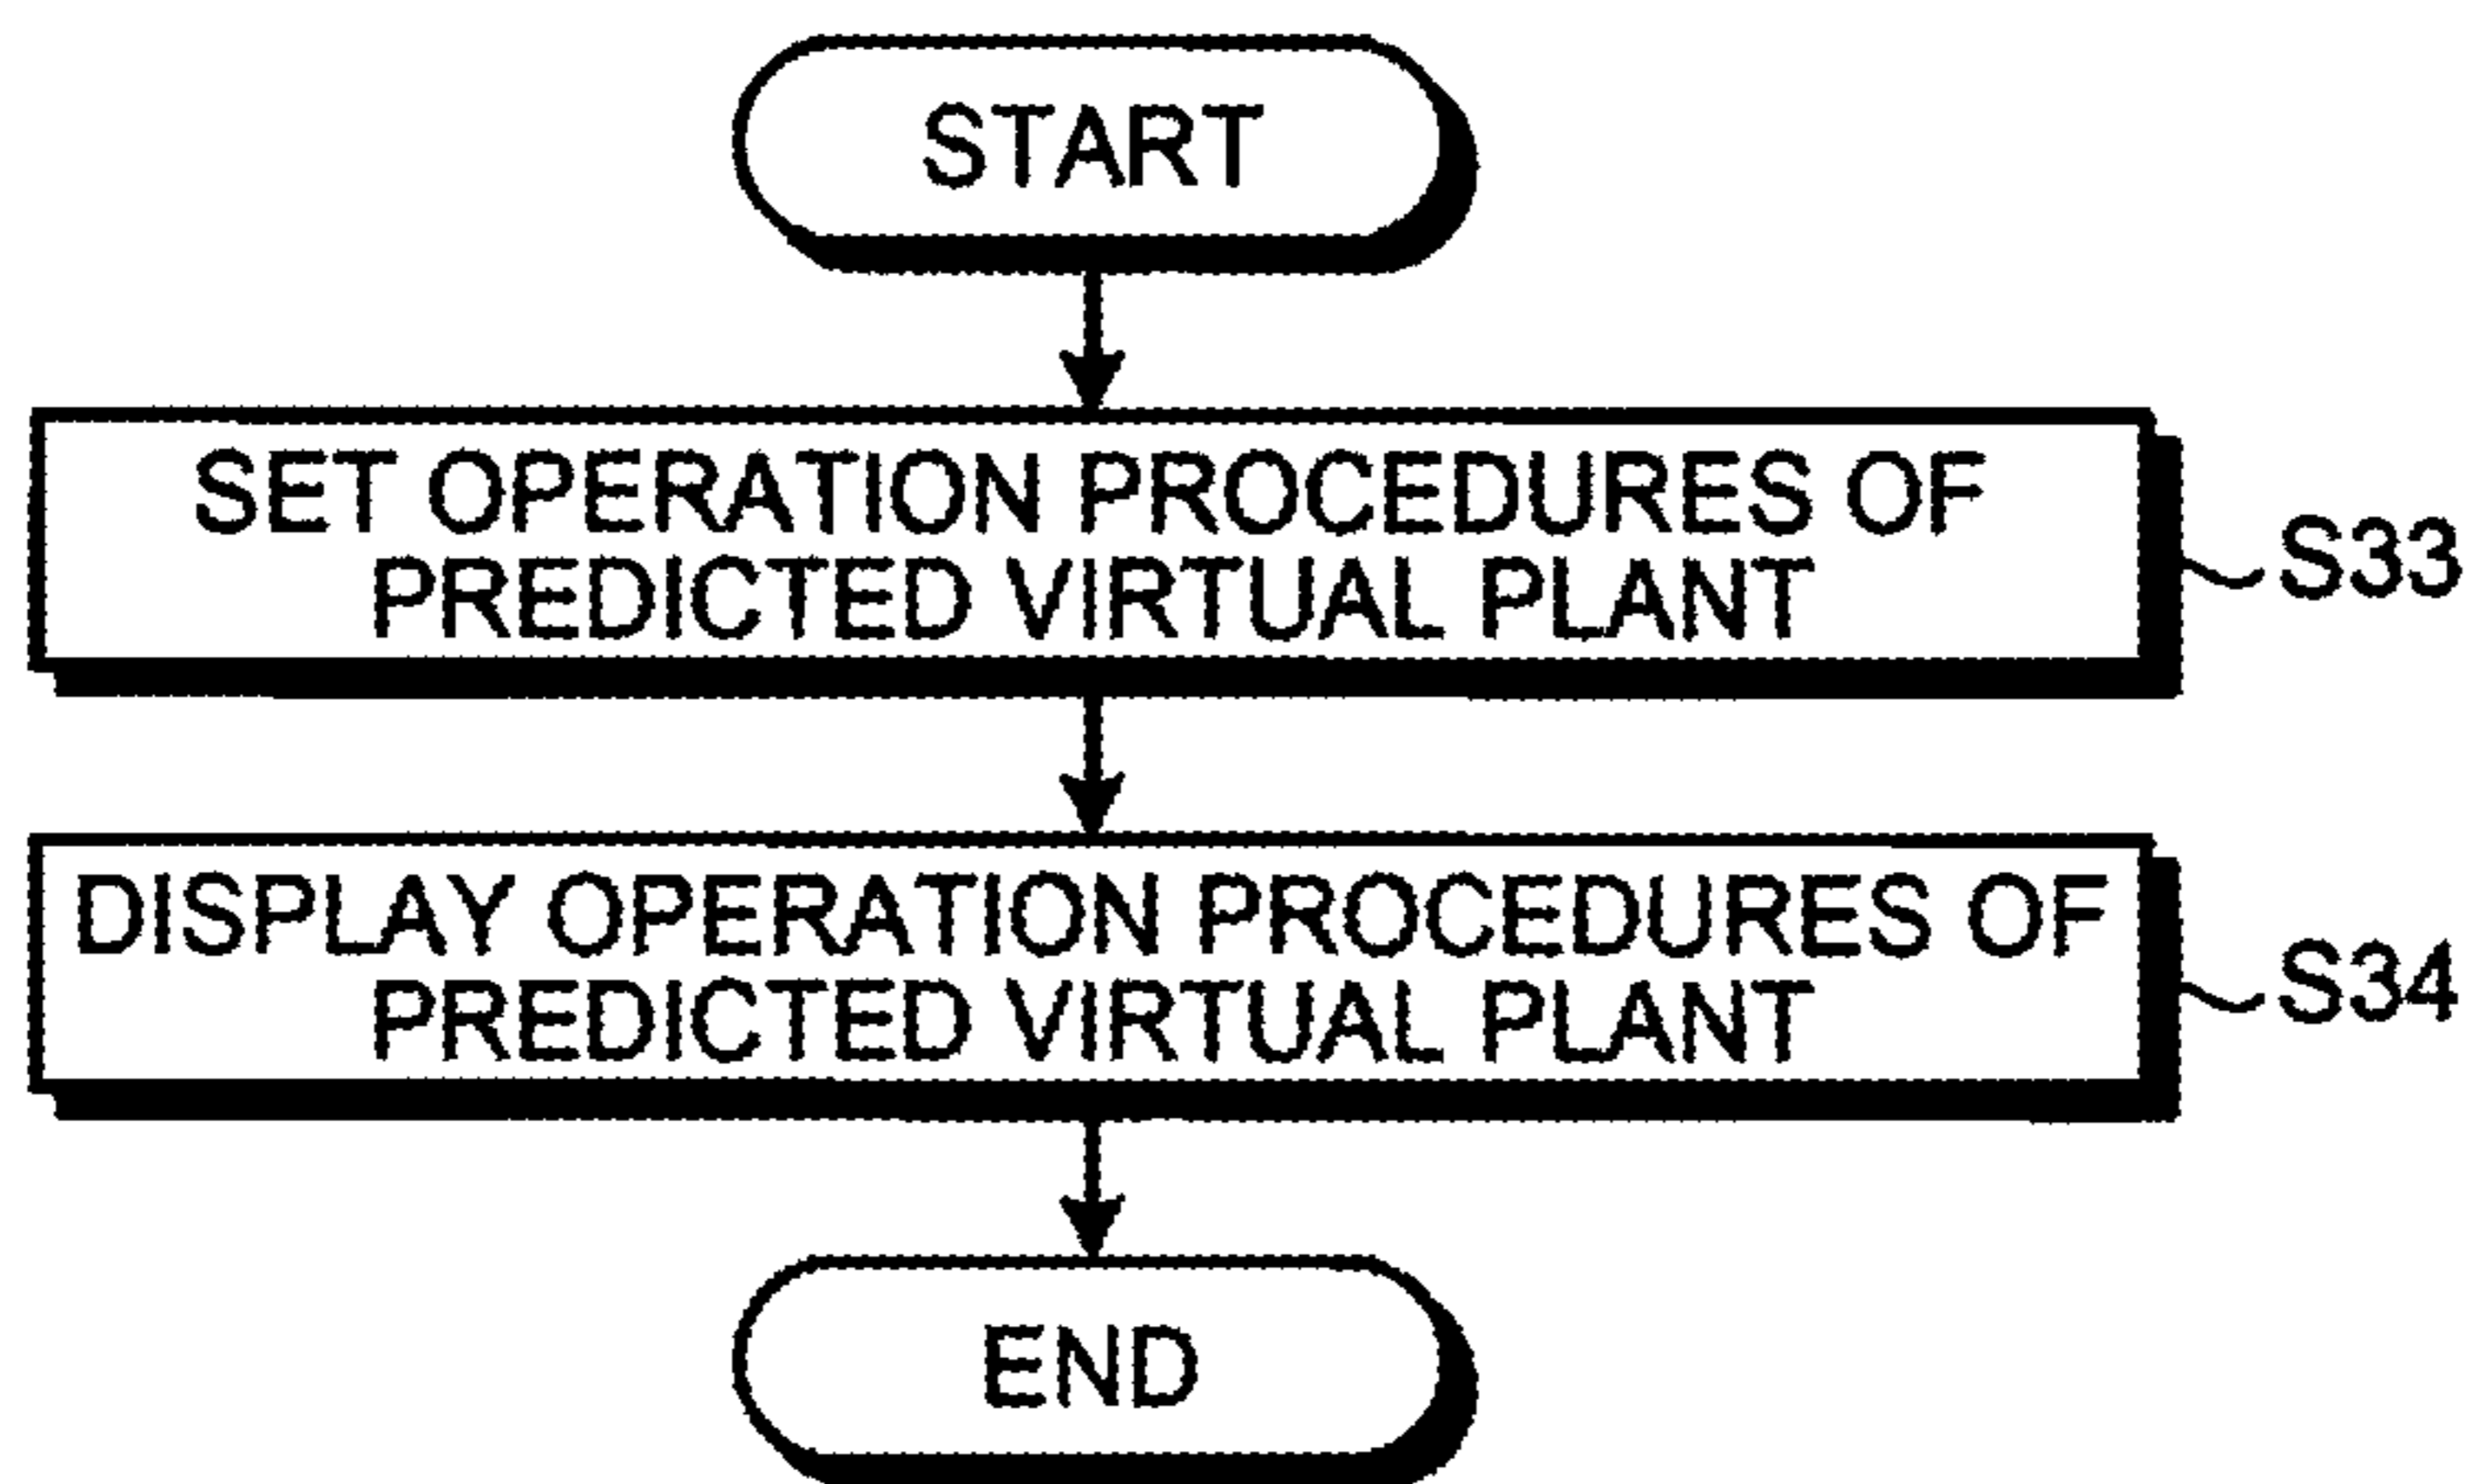 START
SET OPERATION PROCEDURES OF
PREDICTED VIRTUAL PLANT
S33
DISPLAY OPERATION PROCEDURES OF
PREDICTED VIRTUAL PLANT
S34
END